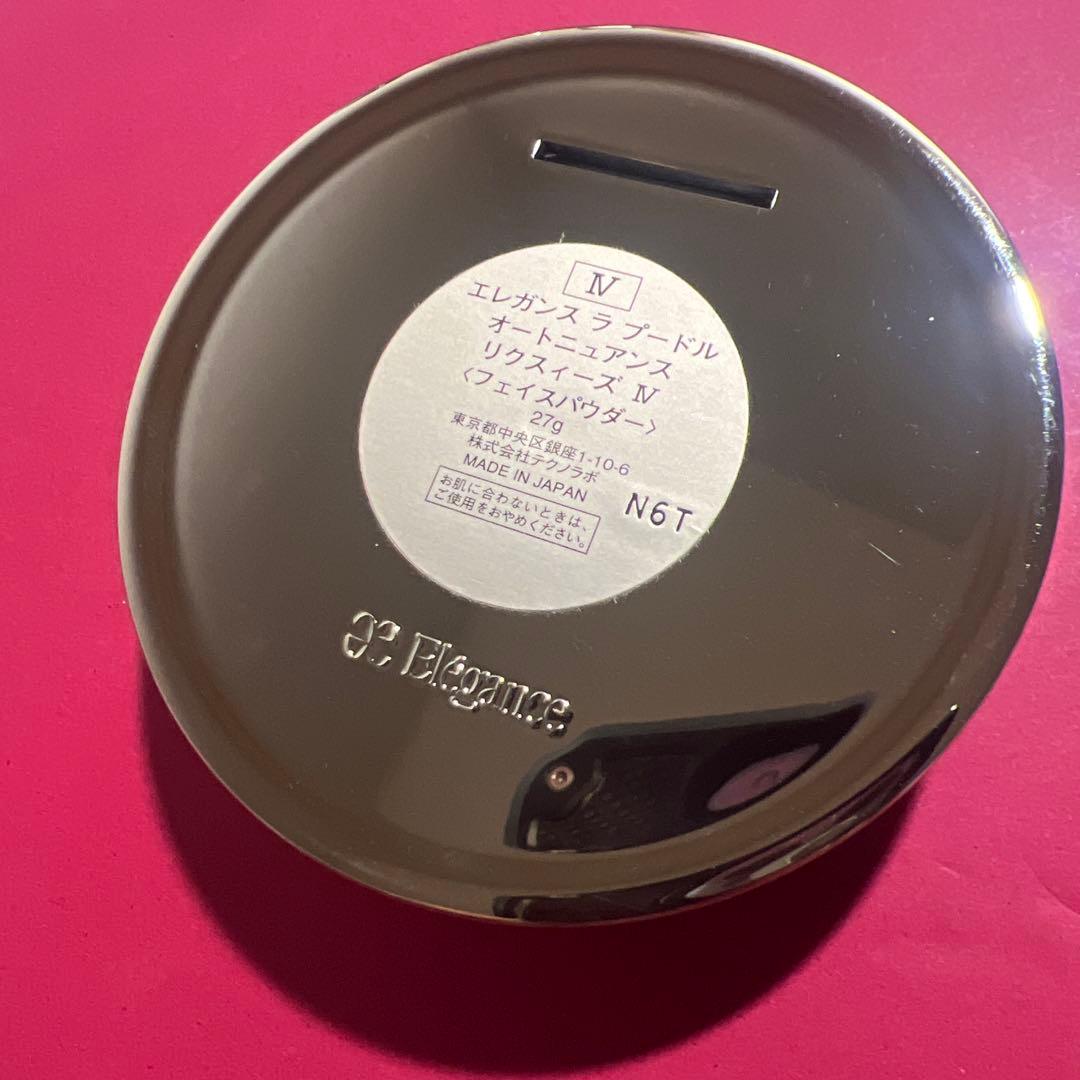 Ⅳ
エレガンス ラ プードル
オートニュアンス
リクスィーズ Ⅳ
〈フェイスパウダー〉
27g
東京都中央区銀座1-10-6
株式会社テクノラボ
MADE IN JAPAN
N6T
お肌に合わないときは、
ご使用をおやめください。
Elégance